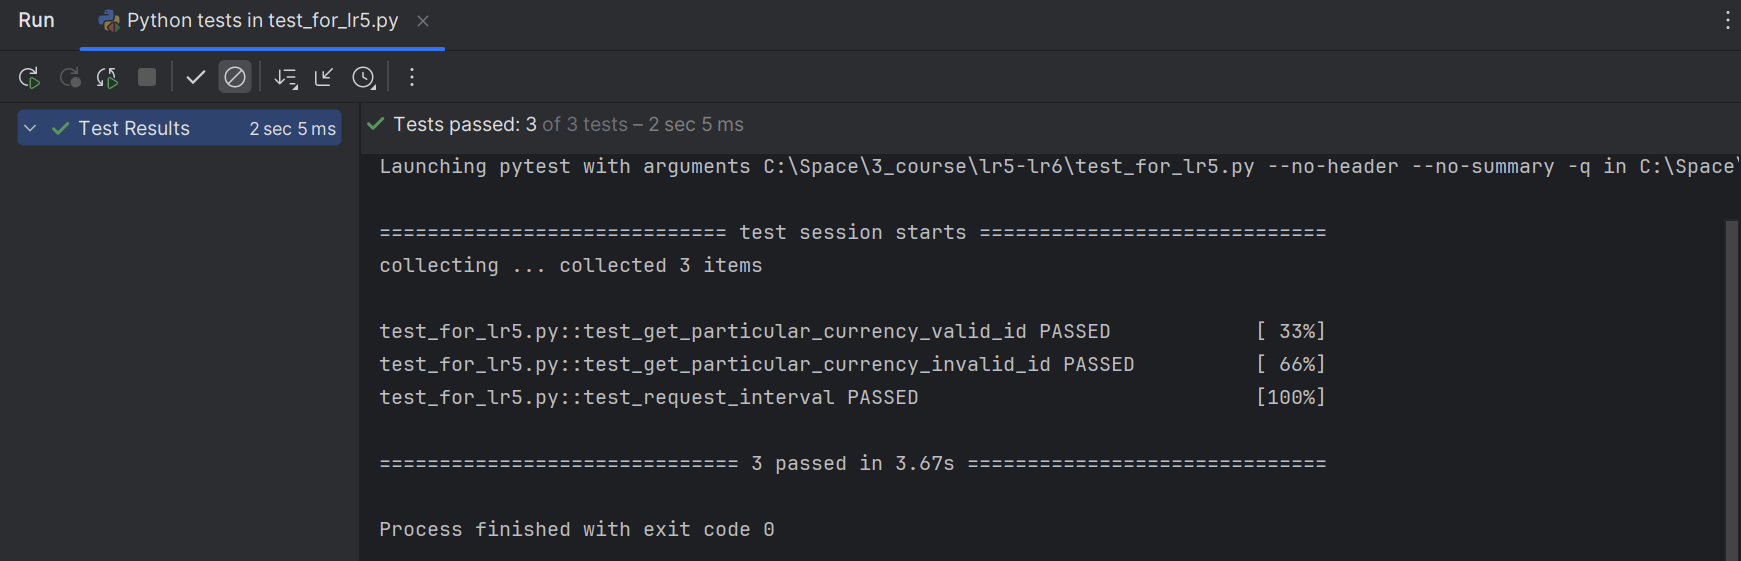 Run Python tests in test_for_lr5.py
Test Results 2 sec 5 ms
Tests passed: 3 of 3 tests – 2 sec 5 ms
Launching pytest with arguments C:\Space\3_course\lr5-lr6\test_for_lr5.py --no-header --no-summary -q in C:\Space\
============================= test session starts =============================
collecting ... collected 3 items
test_for_lr5.py::test_get_particular_currency_valid_id PASSED [ 33%]
test_for_lr5.py::test_get_particular_currency_invalid_id PASSED [ 66%]
test_for_lr5.py::test_request_interval PASSED [100%]
============================== 3 passed in 3.67s ==============================
Process finished with exit code 0